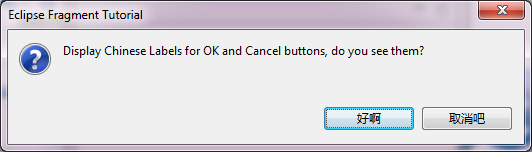 Eclipse Fragment Tutorial
Display Chinese Labels for OK and Cancel buttons, do you see them?
好啊
取消吧